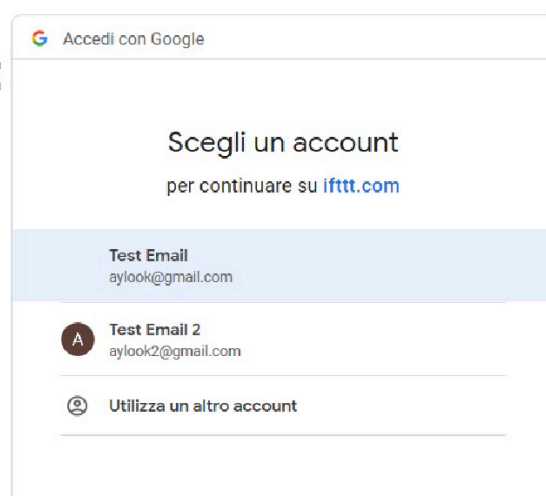 Accedi con Google
Scegli un account
per continuare su ifttt.com
Test Email
aylook@gmail.com
A
Test Email 2
aylook2@gmail.com
Utilizza un altro account